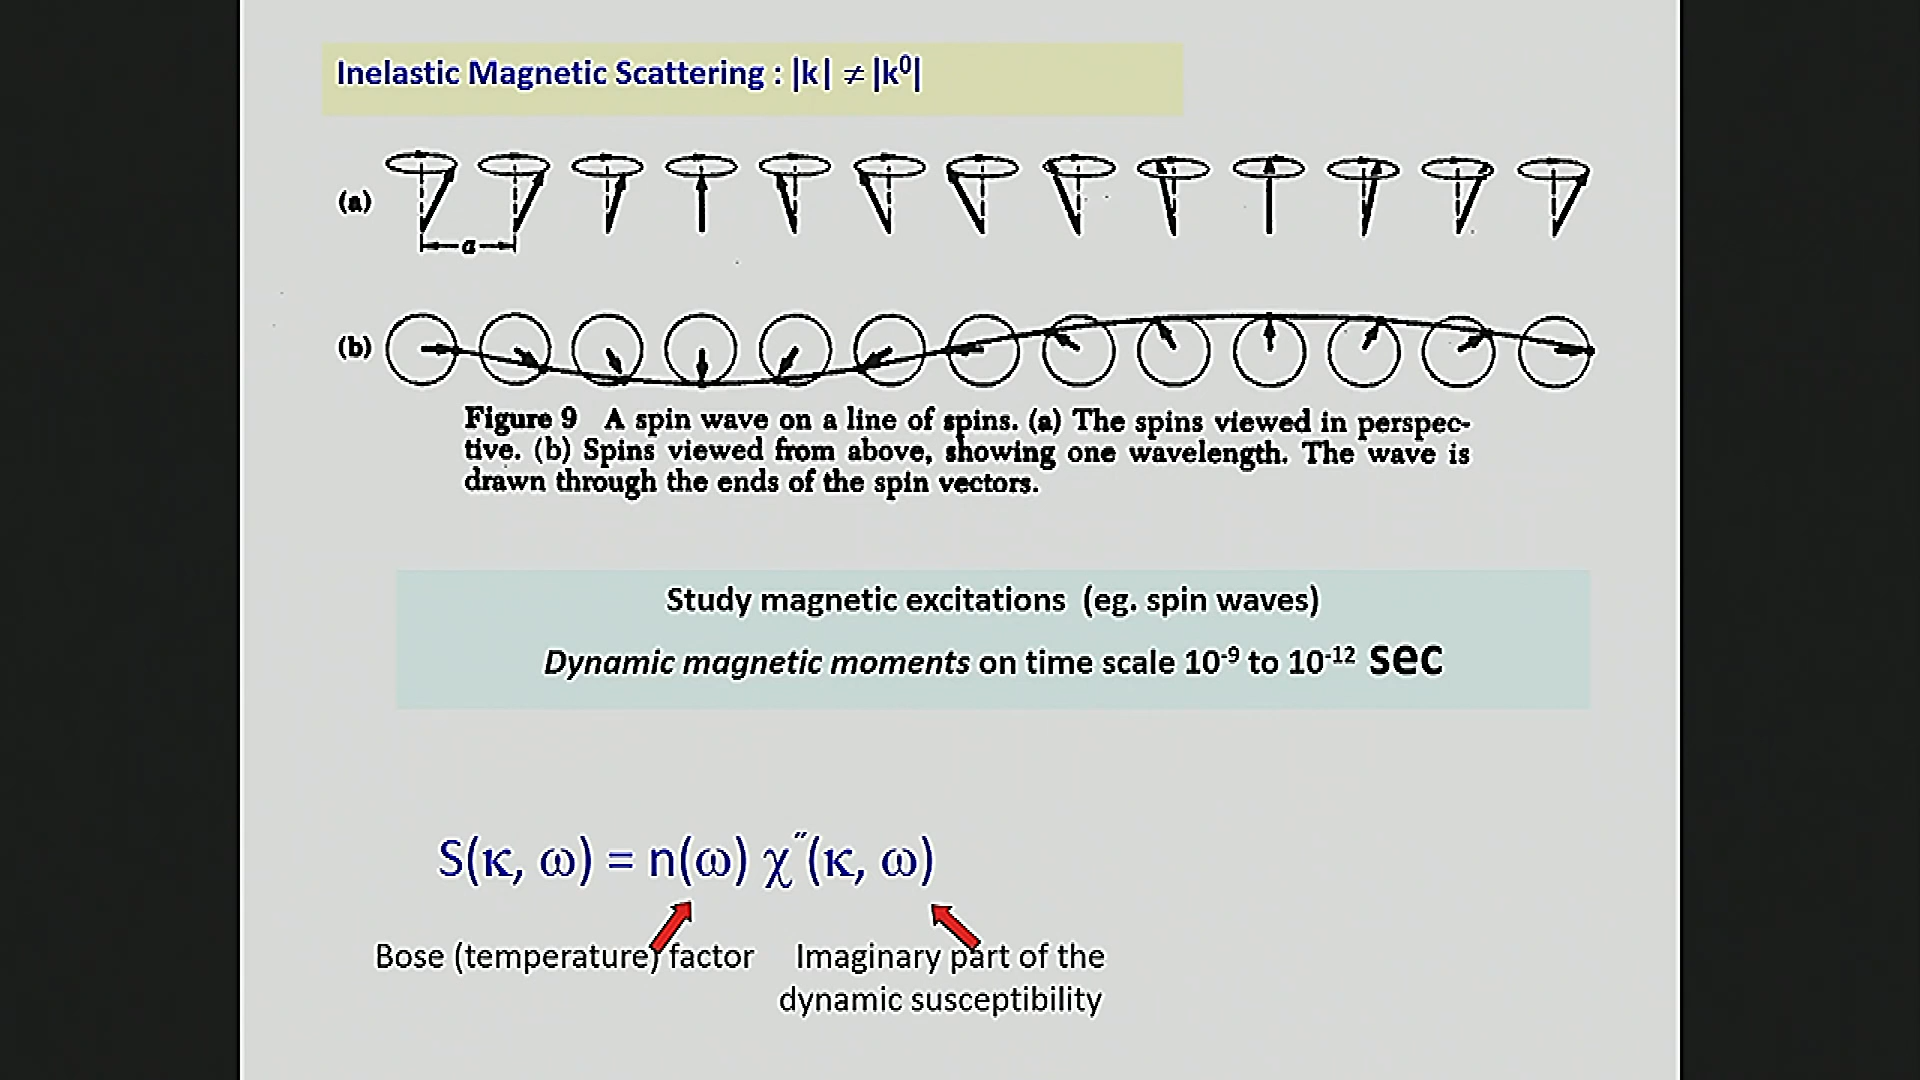 Inelastic Magnetic Scattering : |k| ≠ |k⁰|
(a)
a
(b)
Figure 9 A spin wave on a line of spins. (a) The spins viewed in perspec-
tive. (b) Spins viewed from above, showing one wavelength. The wave is
drawn through the ends of the spin vectors.
Study magnetic excitations (eg. spin waves)
Dynamic magnetic moments on time scale 10⁻⁹ to 10⁻¹² sec
S(κ, ω) = n(ω) χ″(κ, ω)
Bose (temperature) factor
Imaginary part of the
dynamic susceptibility